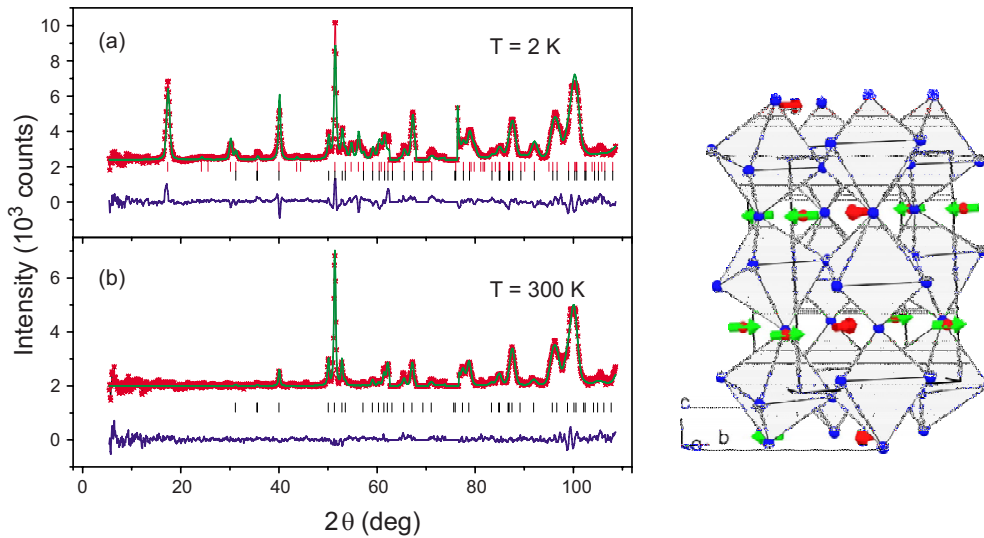 (a)
T = 2 K
10
8
6
4
2
0
(b)
T = 300 K
6
4
2
0
Intensity (10³ counts)
0 20 40 60 80 100
2θ (deg)
c
a b